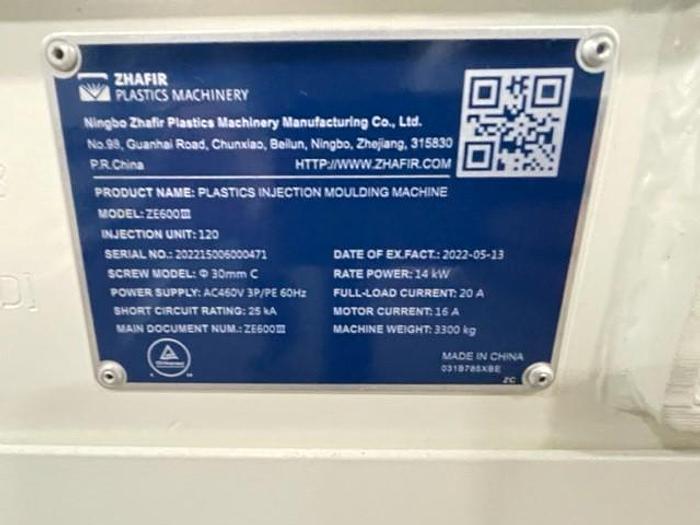 ZHAFIR
PLASTICS MACHINERY
Ningbo Zhafir Plastics Machinery Manufacturing Co., Ltd.
No.98, Guanhai Road, Chunxiao, Beilun, Ningbo, Zhejiang, 315830
P.R.China HTTP://WWW.ZHAFIR.COM
PRODUCT NAME: PLASTICS INJECTION MOULDING MACHINE
MODEL: ZE600Ⅲ
INJECTION UNIT: 120
SERIAL NO.: 202215006000471 DATE OF EX.FACT.: 2022-05-13
SCREW MODEL: Φ 30mm C RATE POWER: 14 kW
POWER SUPPLY: AC460V 3P/PE 60Hz FULL-LOAD CURRENT: 20 A
SHORT CIRCUIT RATING: 25 kA MOTOR CURRENT: 16 A
MAIN DOCUMENT NUM.: ZE600Ⅲ MACHINE WEIGHT: 3300 kg
MADE IN CHINA
ZC